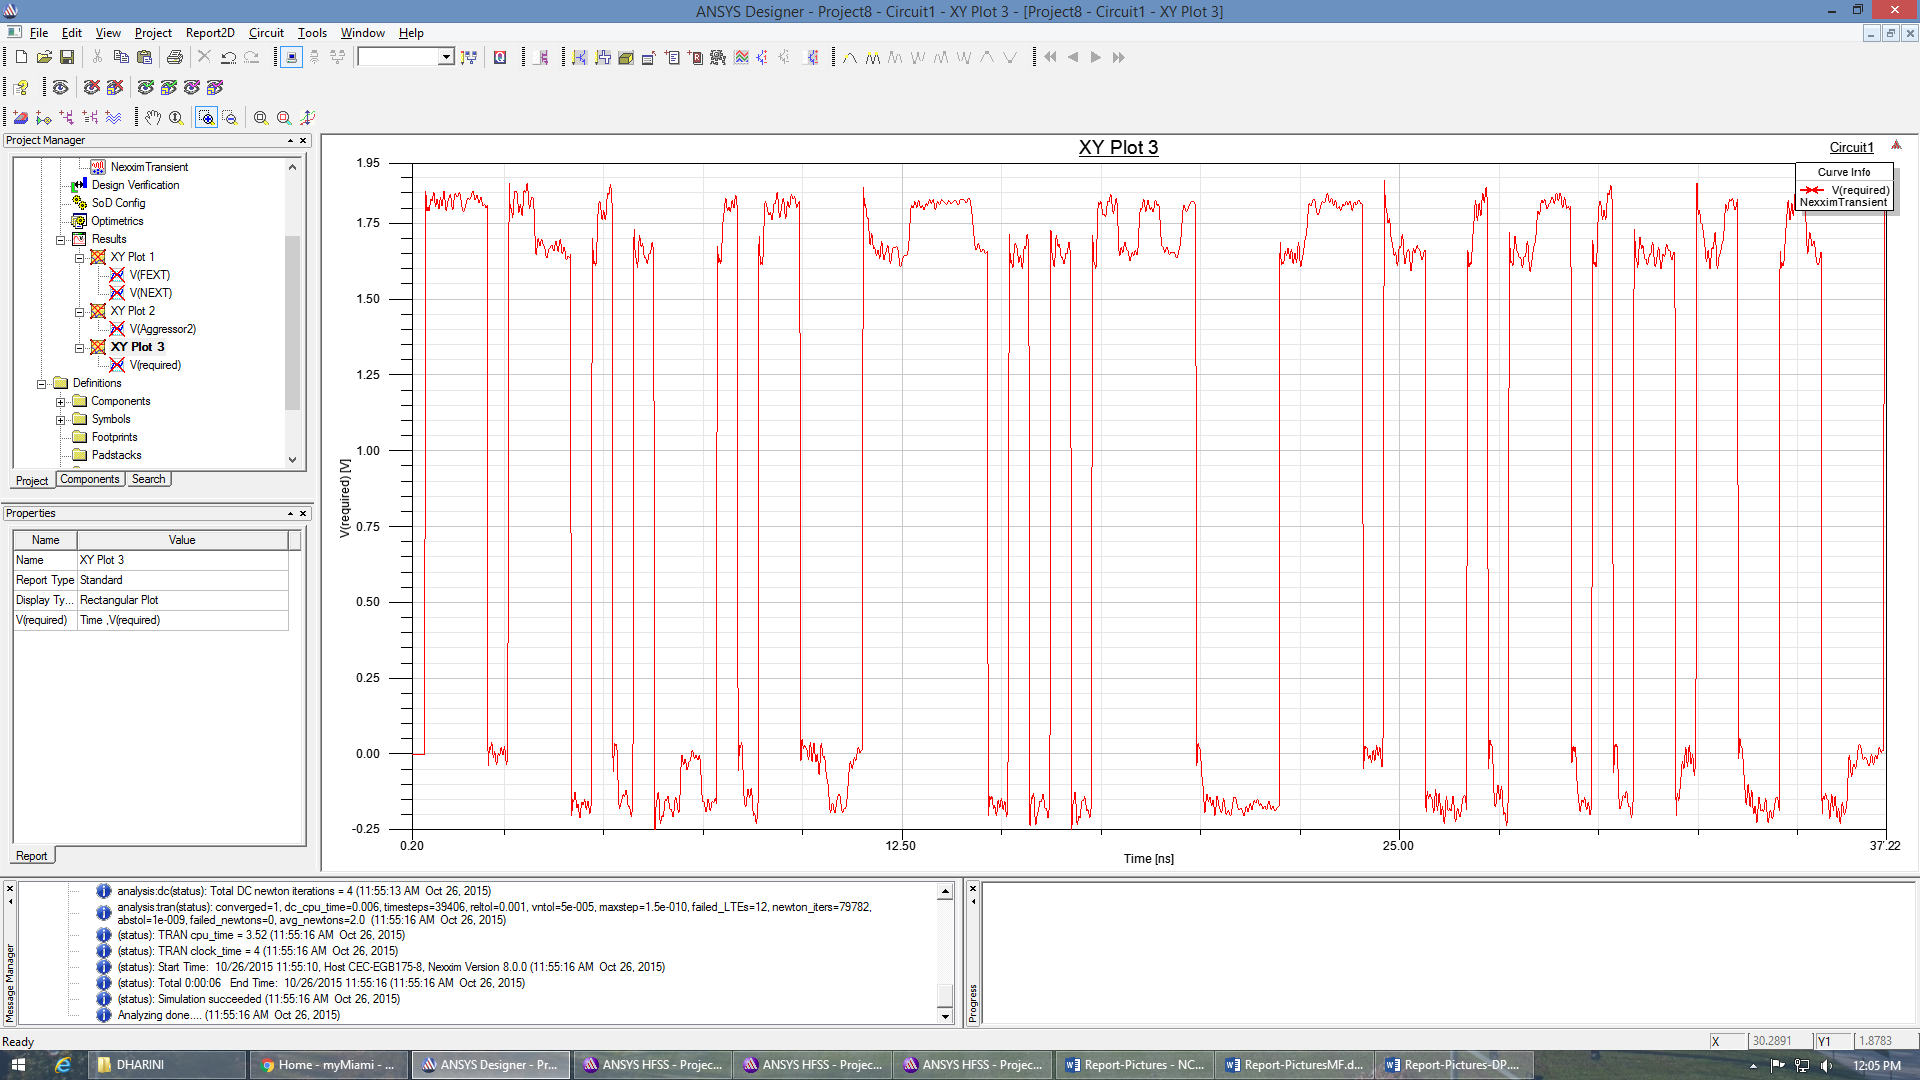 ANSYS Designer - Project8 - Circuit1 - XY Plot 3 - [Project8 - Circuit1 - XY Plot 3]
File Edit View Project Report2D Circuit Tools Window Help
Project Manager
NexximTransient
Design Verification
SoD Config
Optimetrics
Results
XY Plot 1
V(FEXT)
V(NEXT)
XY Plot 2
V(Aggressor2)
XY Plot 3
V(required)
Definitions
Components
Symbols
Footprints
Padstacks
Project Components Search
Properties
Name Value
Name XY Plot 3
Report Type Standard
Display Ty... Rectangular Plot
V(required) Time ,V(required)
Report
XY Plot 3
Circuit1
Curve Info
V(required)
NexximTransient
1.95
1.75
1.50
1.25
1.00
0.75
0.50
0.25
0.00
-0.25
V(required) [V]
0.20 12.50 25.00 37.22
Time [ns]
Message Manager
analysis:dc(status): Total DC newton iterations = 4 (11:55:13 AM Oct 26, 2015)
analysis:tran(status): converged=1, dc_cpu_time=0.006, timesteps=39406, reltol=0.001, vntol=5e-005, maxstep=1.5e-010, failed_LTEs=12, newton_iters=79782,
abstol=1e-009, failed_newtons=0, avg_newtons=2.0 (11:55:16 AM Oct 26, 2015)
(status): TRAN cpu_time = 3.52 (11:55:16 AM Oct 26, 2015)
(status): TRAN clock_time = 4 (11:55:16 AM Oct 26, 2015)
(status): Start Time: 10/26/2015 11:55:10, Host CEC-EGB175-8, Nexxim Version 8.0.0 (11:55:16 AM Oct 26, 2015)
(status): Total 0:00:06 End Time: 10/26/2015 11:55:16 (11:55:16 AM Oct 26, 2015)
(status): Simulation succeeded (11:55:16 AM Oct 26, 2015)
Analyzing done.... (11:55:16 AM Oct 26, 2015)
Progress
Ready
X 30.2891 Y1 1.8783
DHARINI
Home - myMiami - ...
ANSYS Designer - Pr...
ANSYS HFSS - Projec...
ANSYS HFSS - Projec...
ANSYS HFSS - Projec...
Report-Pictures - NC...
Report-PicturesMF.d...
Report-Pictures-DP....
12:05 PM